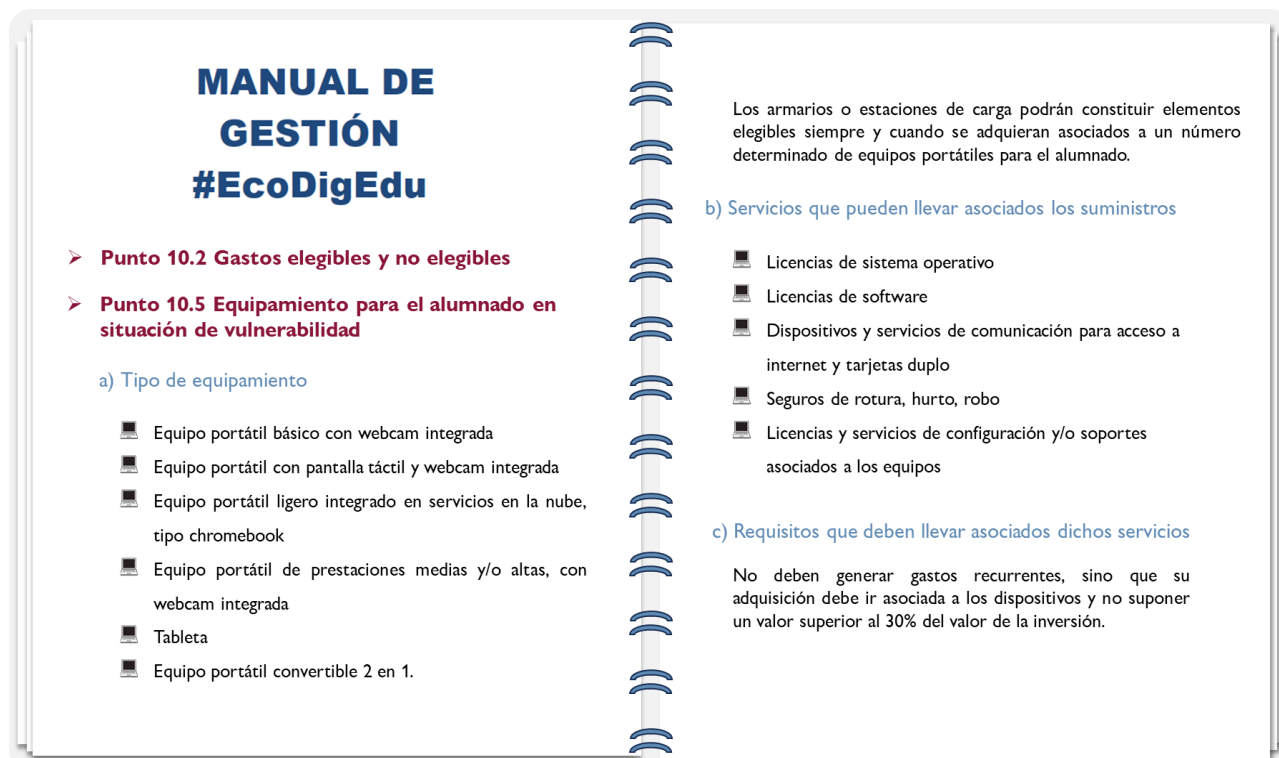 MANUAL DE
GESTIÓN
#EcoDigEdu
Punto 10.2 Gastos elegibles y no elegibles
Punto 10.5 Equipamiento para el alumnado en
situación de vulnerabilidad
a) Tipo de equipamiento
Equipo portátil básico con webcam integrada
Equipo portátil con pantalla táctil y webcam integrada
Equipo portátil ligero integrado en servicios en la nube,
tipo chromebook
Equipo portátil de prestaciones medias y/o altas, con
webcam integrada
Tableta
Equipo portátil convertible 2 en 1.
Los armarios o estaciones de carga podrán constituir elementos
elegibles siempre y cuando se adquieran asociados a un número
determinado de equipos portátiles para el alumnado.
b) Servicios que pueden llevar asociados los suministros
Licencias de sistema operativo
Licencias de software
Dispositivos y servicios de comunicación para acceso a
internet y tarjetas duplo
Seguros de rotura, hurto, robo
Licencias y servicios de configuración y/o soportes
asociados a los equipos
c) Requisitos que deben llevar asociados dichos servicios
No deben generar gastos recurrentes, sino que su
adquisición debe ir asociada a los dispositivos y no suponer
un valor superior al 30% del valor de la inversión.